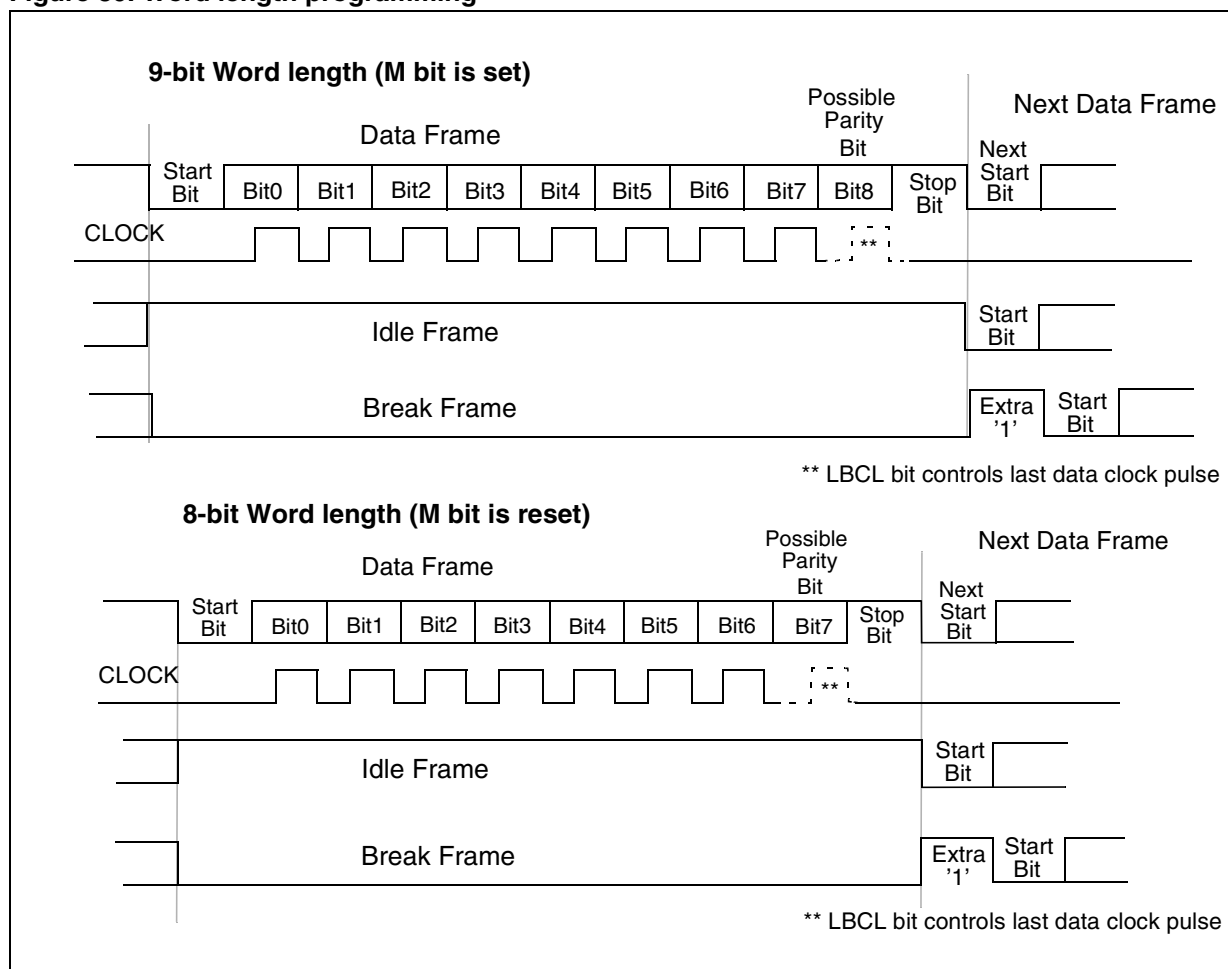 9-bit Word length (M bit is set)
Possible
Parity
Bit
Next Data Frame
Data Frame
Start
Bit
Bit0 Bit1 Bit2 Bit3 Bit4 Bit5 Bit6 Bit7 Bit8
Stop
Bit
Next
Start
Bit
CLOCK
**
Idle Frame
Start
Bit
Break Frame
Extra
'1'
Start
Bit
** LBCL bit controls last data clock pulse
8-bit Word length (M bit is reset)
Possible
Parity
Bit
Next Data Frame
Data Frame
Start
Bit
Bit0 Bit1 Bit2 Bit3 Bit4 Bit5 Bit6 Bit7
Stop
Bit
Next
Start
Bit
CLOCK
**
Idle Frame
Start
Bit
Break Frame
Extra
'1'
Start
Bit
** LBCL bit controls last data clock pulse